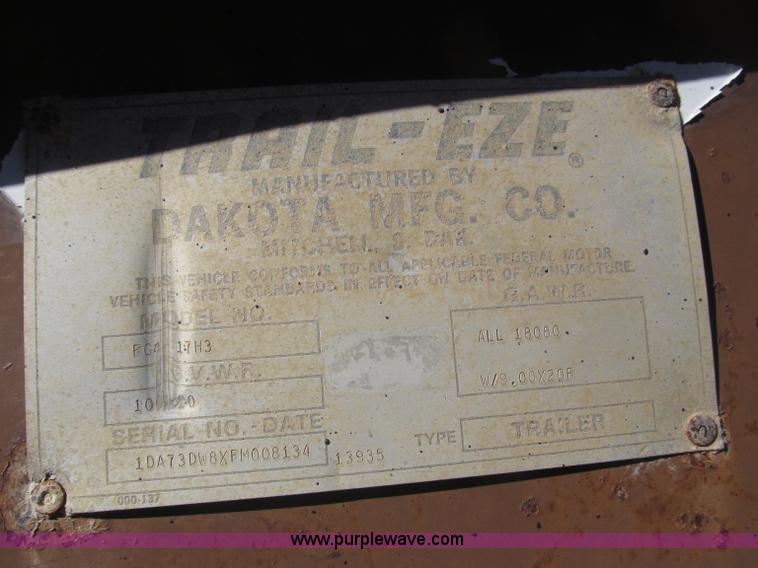 TRAIL-EZE®
MANUFACTURED BY
DAKOTA MFG. CO.
MITCHELL, S. DAK.
THIS VEHICLE CONFORMS TO ALL APPLICABLE FEDERAL MOTOR
VEHICLE SAFETY STANDARDS IN EFFECT ON DATE OF MANUFACTURE.
MODEL NO.
17H3
G.V.W.R.
G.A.W.R.
ALL 18080
W/9.00X20F
SERIAL NO.-DATE
1DA73DW8XFM008134 13935
TYPE TRAILER
000-137
www.purplewave.com